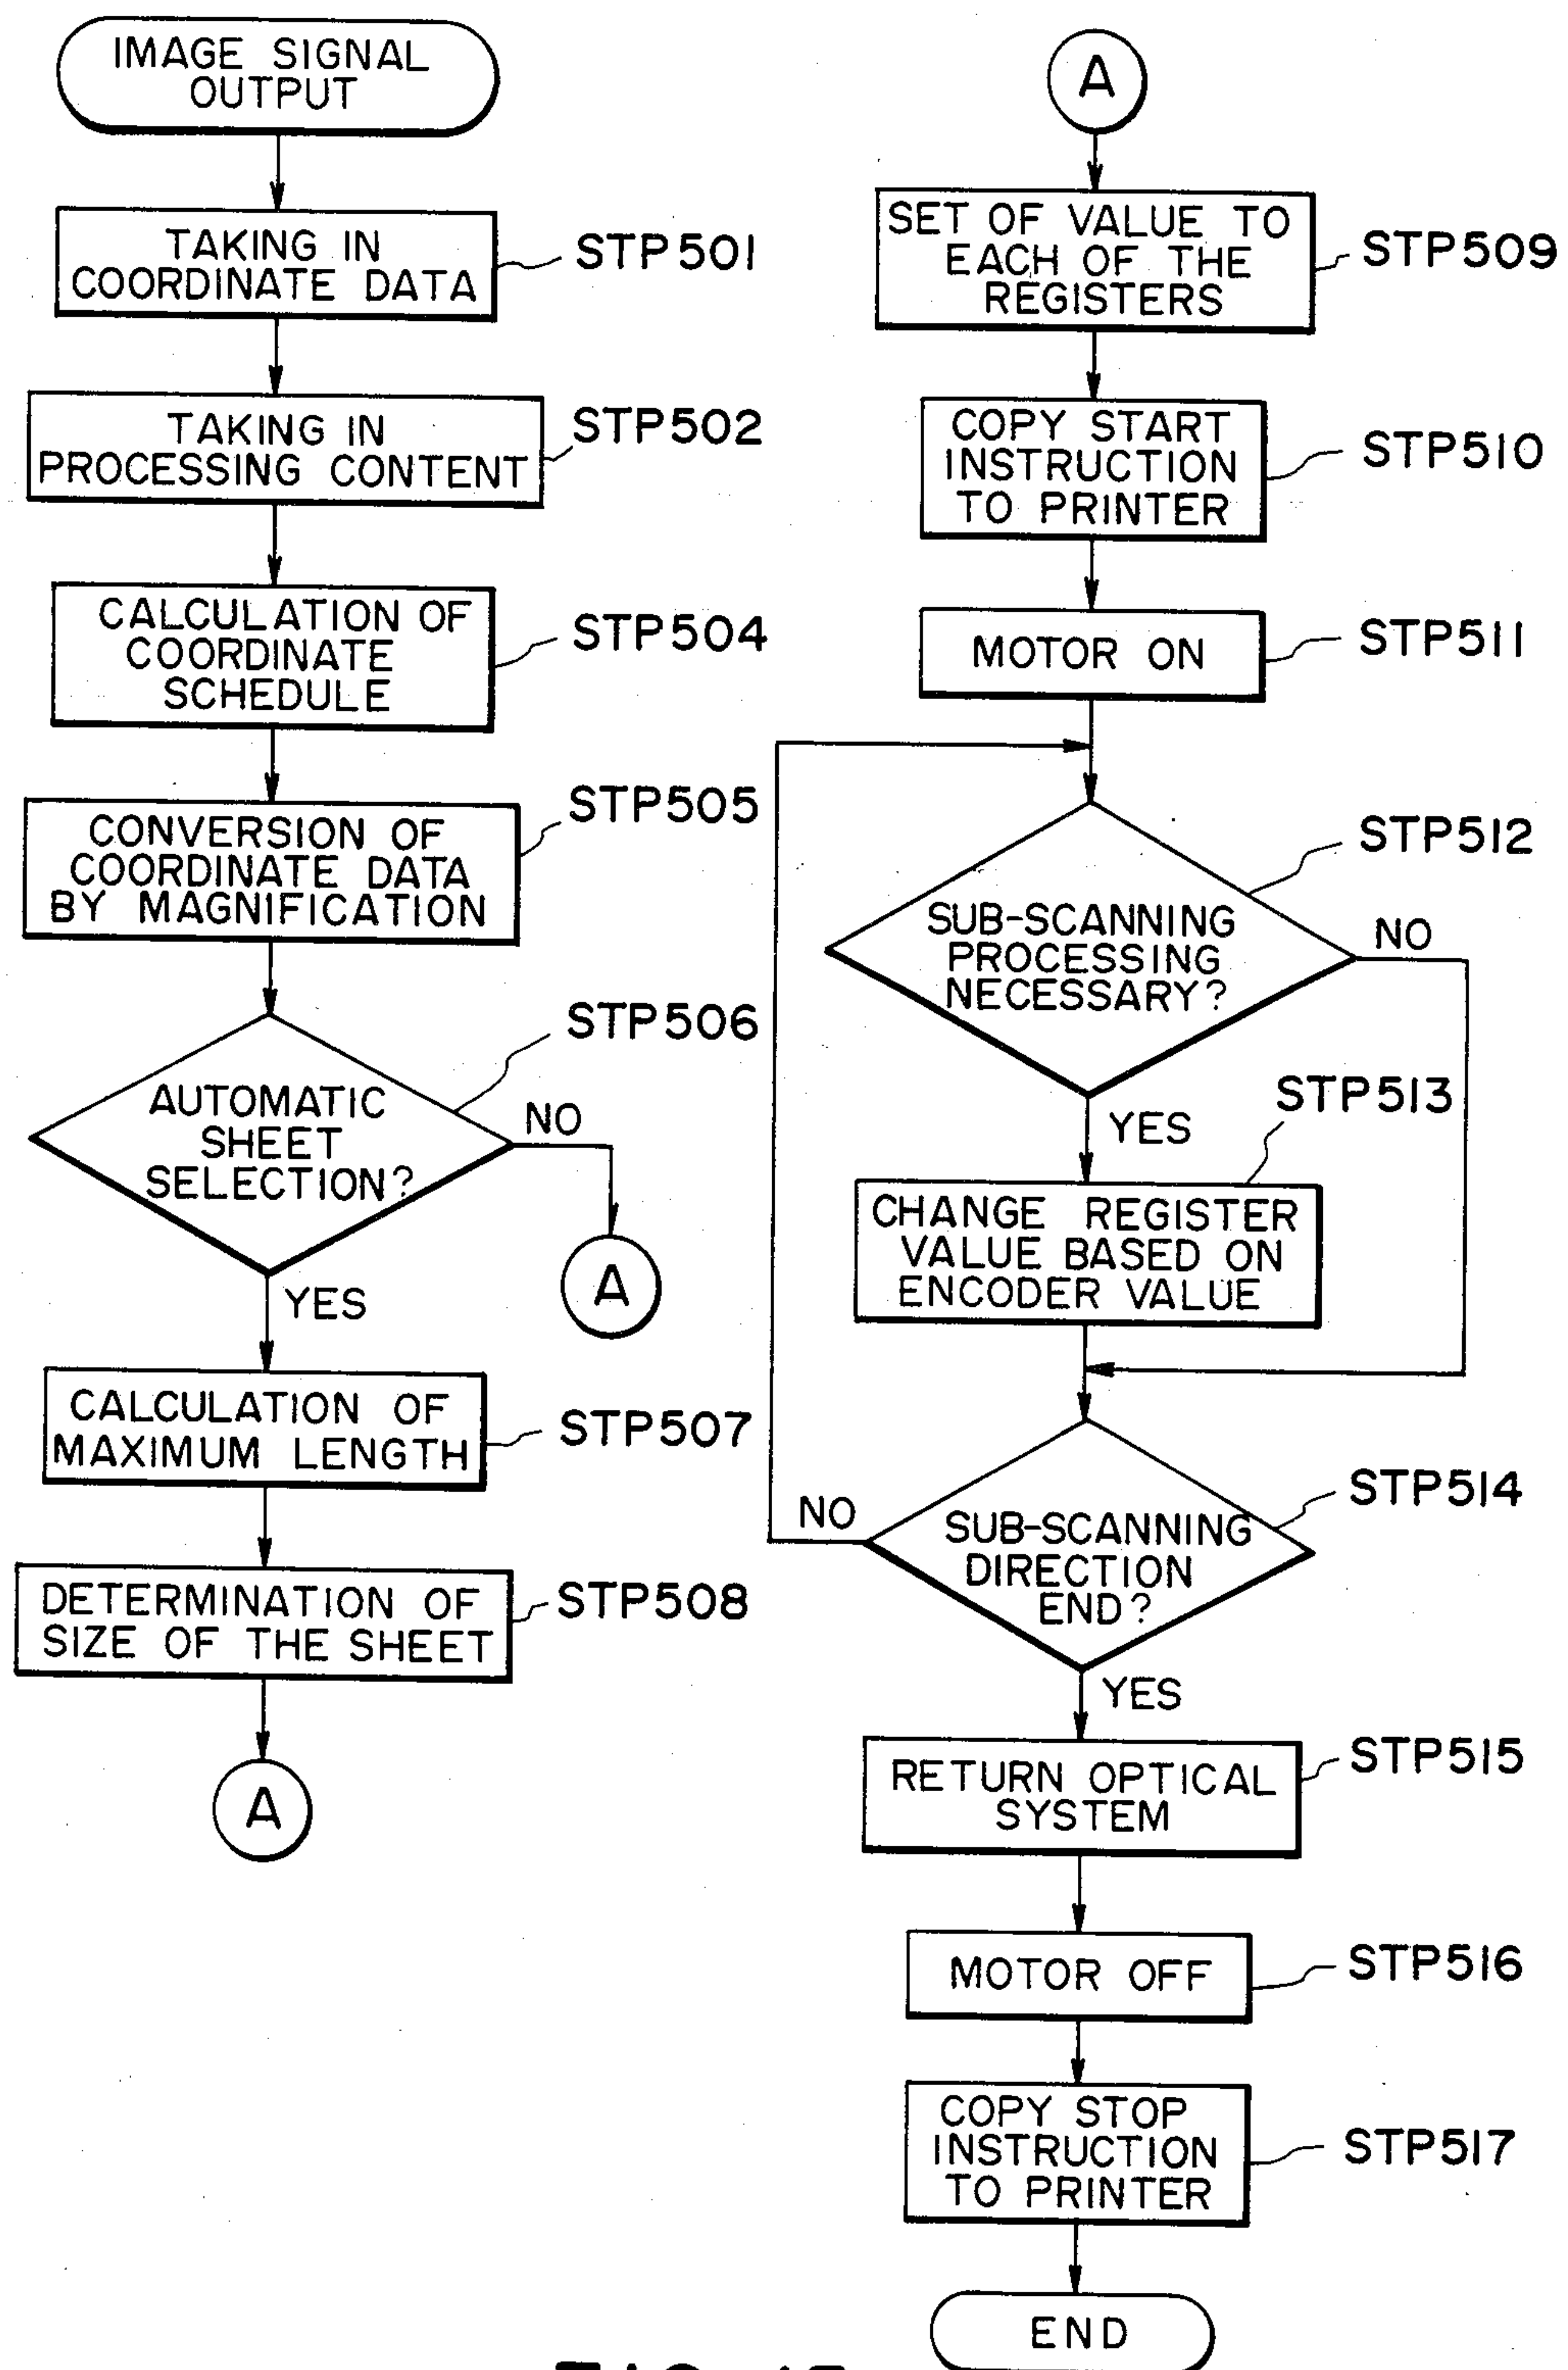 IMAGE SIGNAL
OUTPUT
TAKING IN
COORDINATE DATA
STP501
TAKING IN
PROCESSING CONTENT
STP502
CALCULATION OF
COORDINATE
SCHEDULE
STP504
CONVERSION OF
COORDINATE DATA
BY MAGNIFICATION
STP505
AUTOMATIC
SHEET
SELECTION?
STP506
NO
A
YES
CALCULATION OF
MAXIMUM LENGTH
STP507
DETERMINATION OF
SIZE OF THE SHEET
STP508
A
A
SET OF VALUE TO
EACH OF THE
REGISTERS
STP509
COPY START
INSTRUCTION
TO PRINTER
STP510
MOTOR ON
STP511
SUB-SCANNING
PROCESSING
NECESSARY?
STP512
NO
YES
STP513
CHANGE REGISTER
VALUE BASED ON
ENCODER VALUE
SUB-SCANNING
DIRECTION
END?
STP514
NO
YES
RETURN OPTICAL
SYSTEM
STP515
MOTOR OFF
STP516
COPY STOP
INSTRUCTION
TO PRINTER
STP517
END